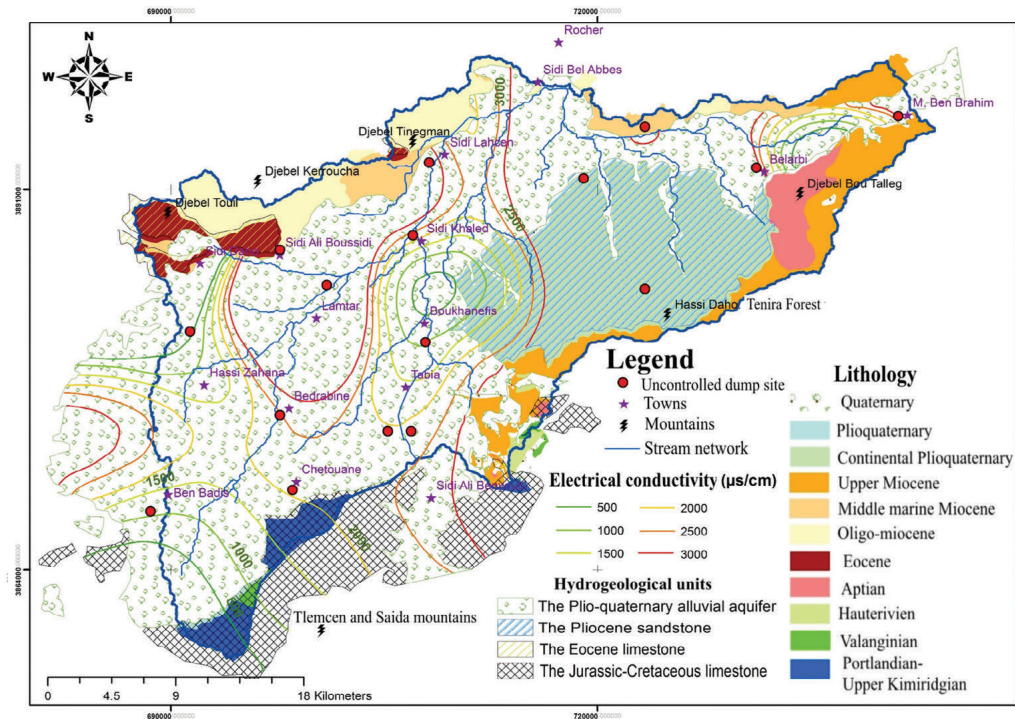 690000
720000
N
W E
S
Rocher
Sidi Bel Abbes
M. Ben Brahim
Djebel Tinegman
Sidi Lahcen
3000
Belarbi
Djebel Bou Talleg
Djebel Kerroucha
3891000
Djebel Touil
2500
Sidi Khaled
Sidi Ali Boussidi
Hassi Daho
Tenira Forest
Lamtar
Boukhanefis
Hassi Zahana
Tabia
Bedrabine
1500
Ben Badis
Chetouane
Sidi Ali Ben
2000
1000
3864000
Tlemcen and Saida mountains
0 4.5 9 18 Kilometers
690000
720000
Legend
Uncontrolled dump site
Towns
Mountains
Stream network
Electrical conductivity (µs/cm)
500 2000
1000 2500
1500 3000
Hydrogeological units
The Plio-quaternary alluvial aquifer
The Pliocene sandstone
The Eocene limestone
The Jurassic-Cretaceous limestone
Lithology
Quaternary
Plioquaternary
Continental Plioquaternary
Upper Miocene
Middle marine Miocene
Oligo-miocene
Eocene
Aptian
Hauterivien
Valanginian
Portlandian-
Upper Kimiridgian